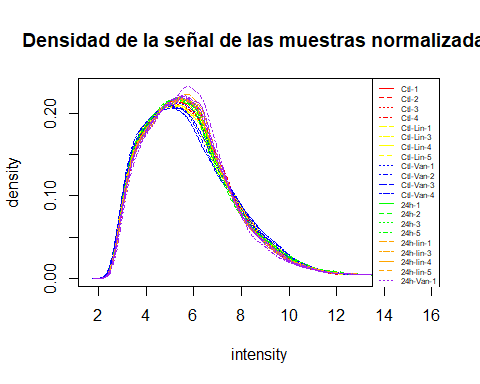 Densidad de la señal de las muestras normalizada
density
0.00
0.10
0.20
Ctl-1
Ctl-2
Ctl-3
Ctl-4
Ctl-Lin-1
Ctl-Lin-3
Ctl-Lin-4
Ctl-Lin-5
Ctl-Van-1
Ctl-Van-2
Ctl-Van-3
Ctl-Van-4
24h-1
24h-2
24h-3
24h-5
24h-lin-1
24h-lin-3
24h-lin-4
24h-lin-5
24h-Van-1
2 4 6 8 10 12 14 16
intensity